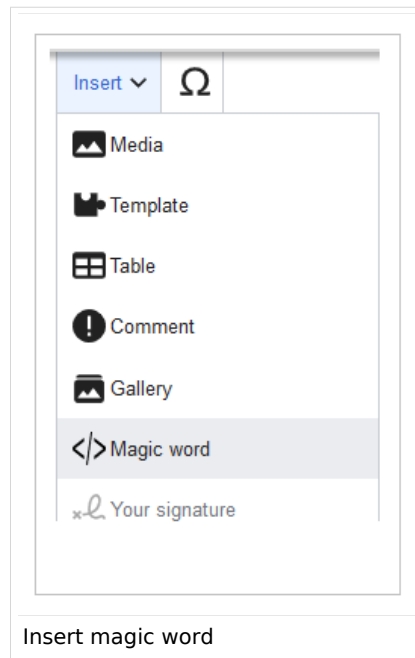 Insert Ω
Media
Template
Table
Comment
Gallery
Magic word
Your signature
Insert magic word